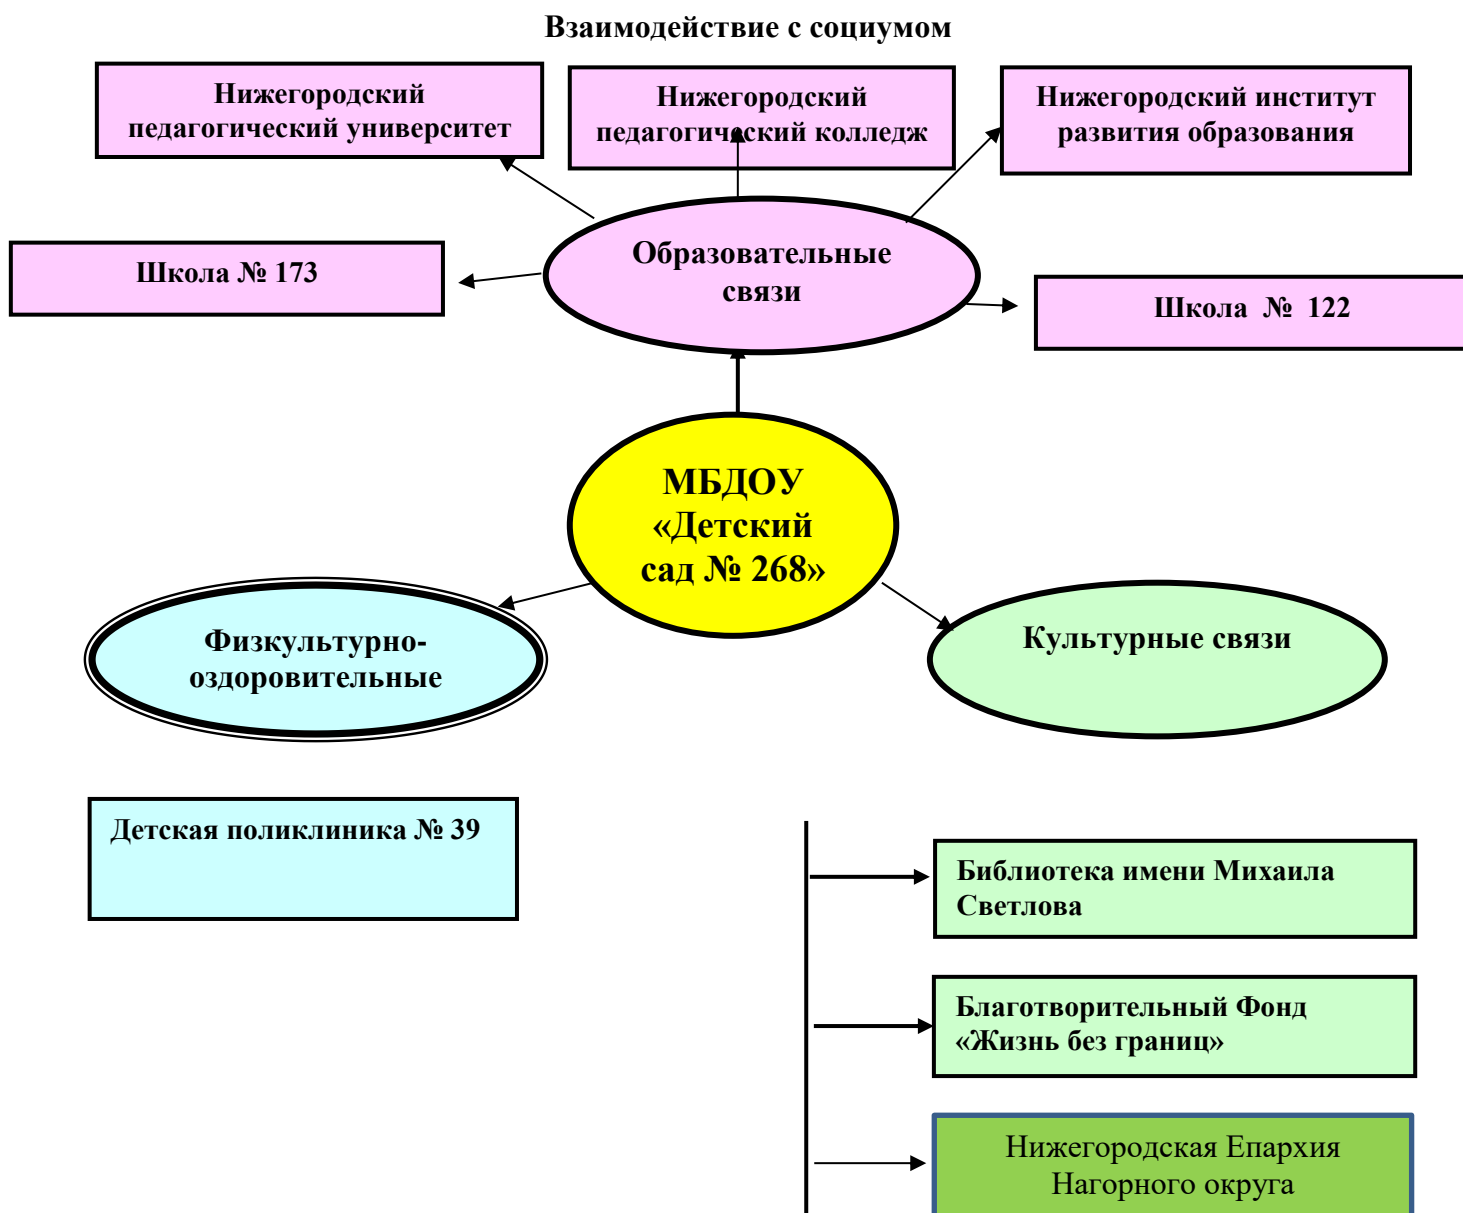 Взаимодействие с социумом
Нижегородский
педагогический университет
Нижегородский
педагогический колледж
Нижегородский институт
развития образования
Школа № 173
Образовательные
связи
Школа № 122
МБДОУ
«Детский
сад № 268»
Физкультурно-
оздоровительные
Культурные связи
Детская поликлиника № 39
Библиотека имени Михаила
Светлова
Благотворительный Фонд
«Жизнь без границ»
Нижегородская Епархия
Нагорного округа